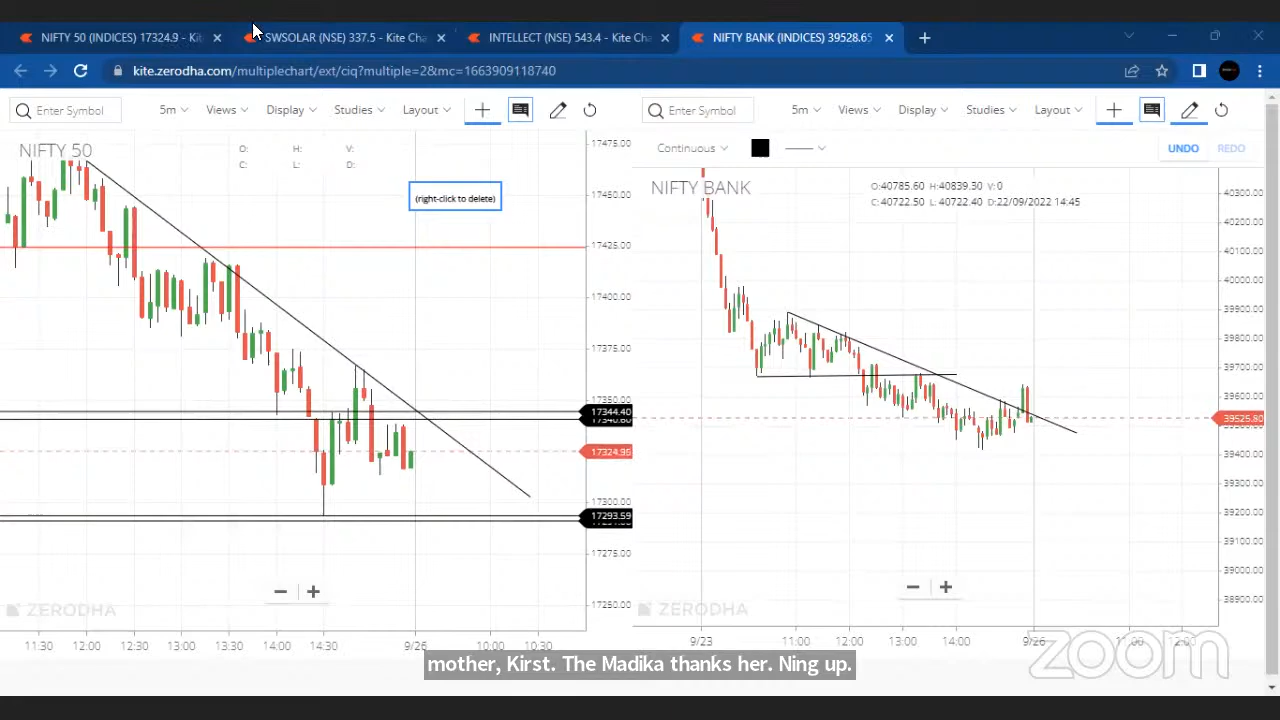 NIFTY 50 (INDICES) 17324.9 - Ki
SWSOLAR (NSE) 337.5 - Kite Cha
INTELLECT (NSE) 543.4 - Kite Cha
NIFTY BANK (INDICES) 39528.65
kite.zerodha.com/multiplechart/ext/ciq?multiple=2&mc=1663909118740
Enter Symbol 5m Views Display Studies Layout
Enter Symbol 5m Views Display Studies Layout
Continuous UNDO REDO
NIFTY 50
O: H: V:
C: L: D:
(right-click to delete)
17475.00
17450.00
17425.00
17400.00
17375.00
17350.00
17344.40
17340.80
17324.95
17300.00
17293.59
17275.00
17250.00
ZERODHA
11:30 12:00 12:30 13:00 13:30 14:00 14:30 9/26 10:00 10:30
NIFTY BANK
O:40785.60 H:40839.30 V:0
C:40722.50 L:40722.40 D:22/09/2022 14:45
40300.00
40200.00
40100.00
40000.00
39900.00
39800.00
39700.00
39600.00
39525.80
39400.00
39300.00
39200.00
39100.00
39000.00
38900.00
ZERODHA
9/23 11:00 12:00 13:00 14:00 9/26 11:00 12:00
zoom
mother, Kirst. The Madika thanks her. Ning up.